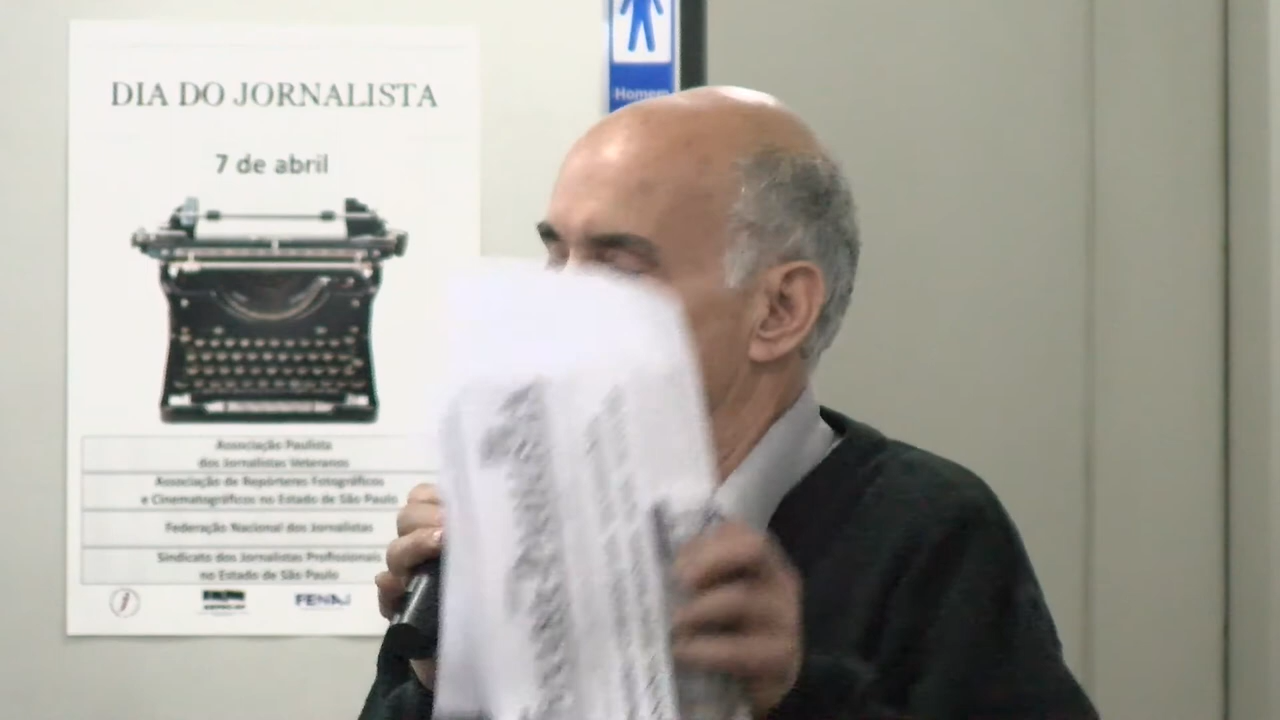 DIA DO JORNALISTA
7 de abril
Associação Paulista
dos Jornalistas Veteranos
Associação de Repórteres Fotográficos
e Cinematográficos no Estado de São Paulo
Federação Nacional dos Jornalistas
Sindicato dos Jornalistas Profissionais
no Estado de São Paulo
FENAJ
Homem